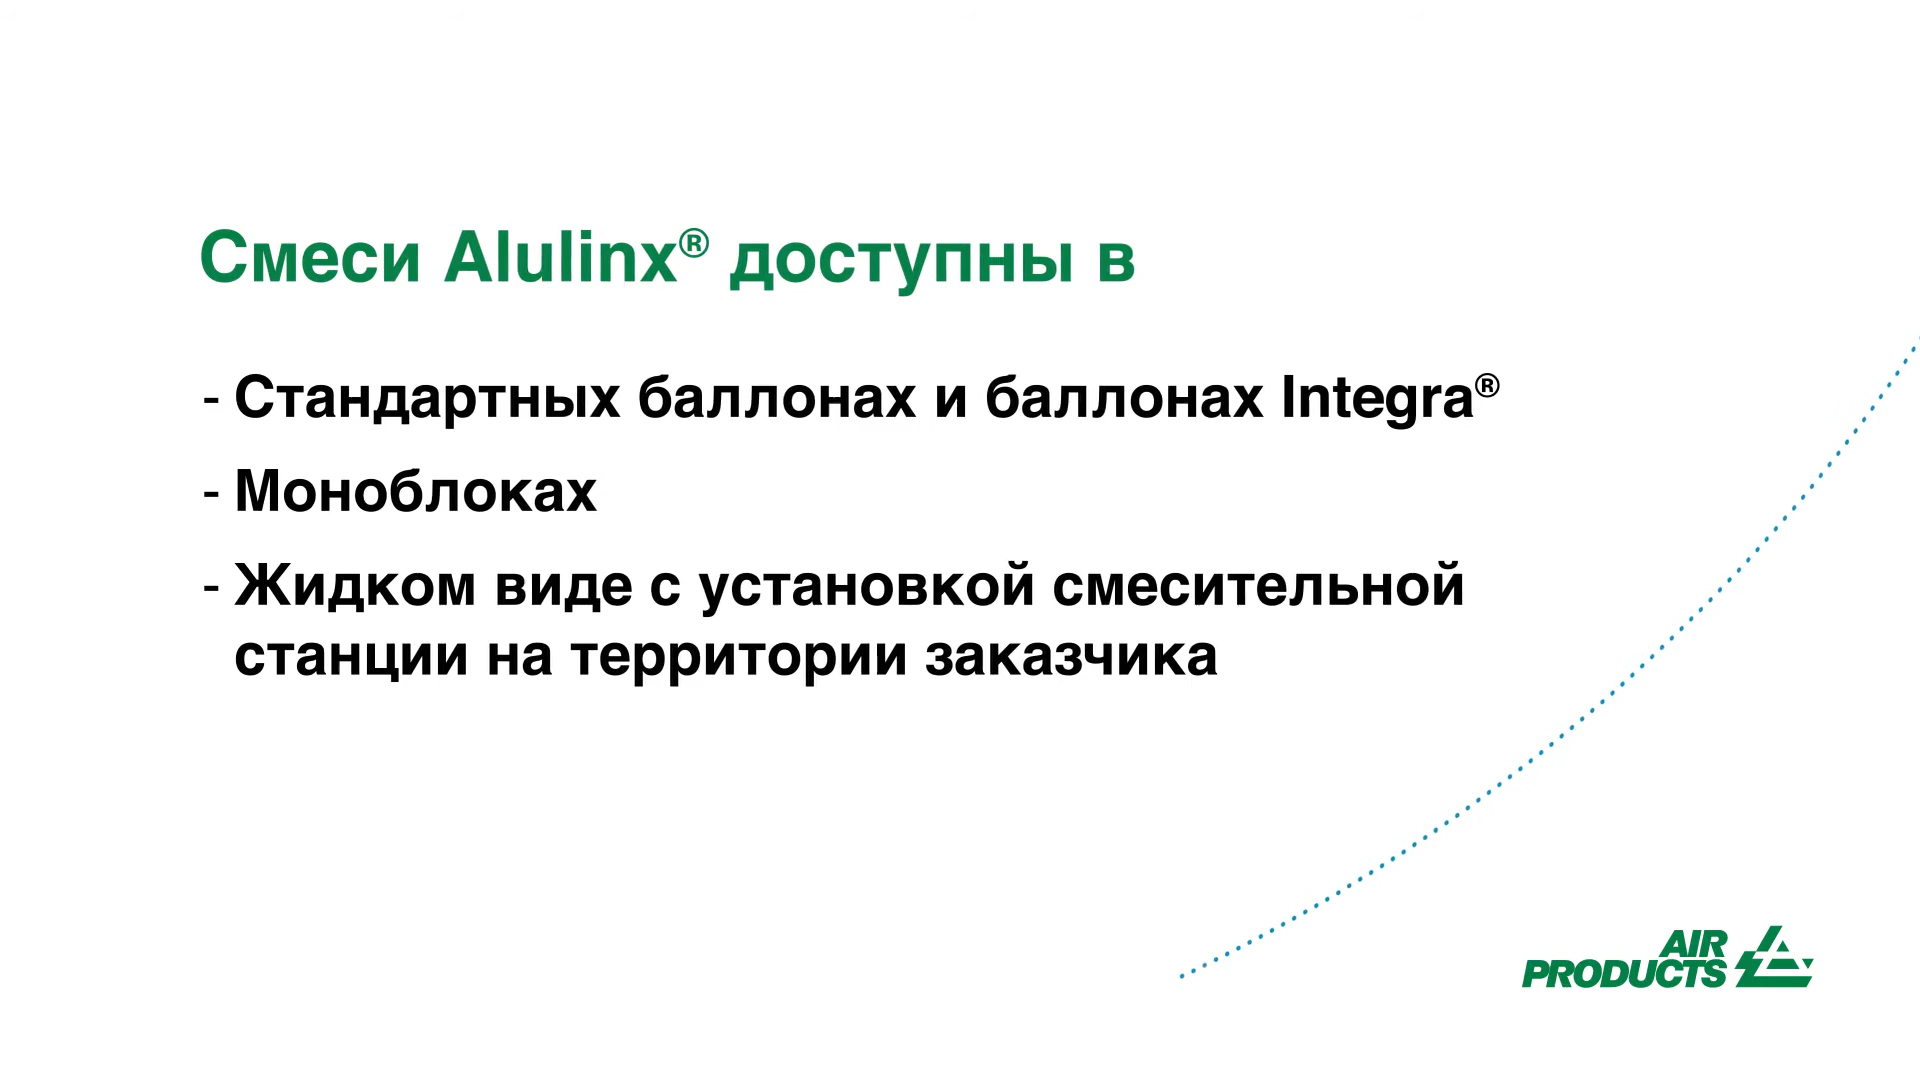 Смеси Alulinx® доступны в
- Стандартных баллонах и баллонах Integra®
- Моноблоках
- Жидком виде с установкой смесительной
станции на территории заказчика
AIR
PRODUCTS